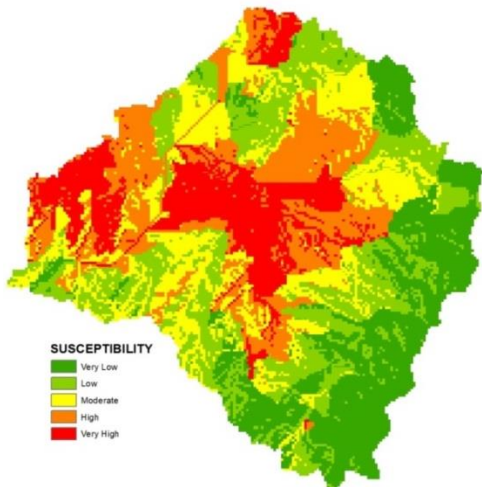 SUSCEPTIBILITY
Very Low
Low
Moderate
High
Very High